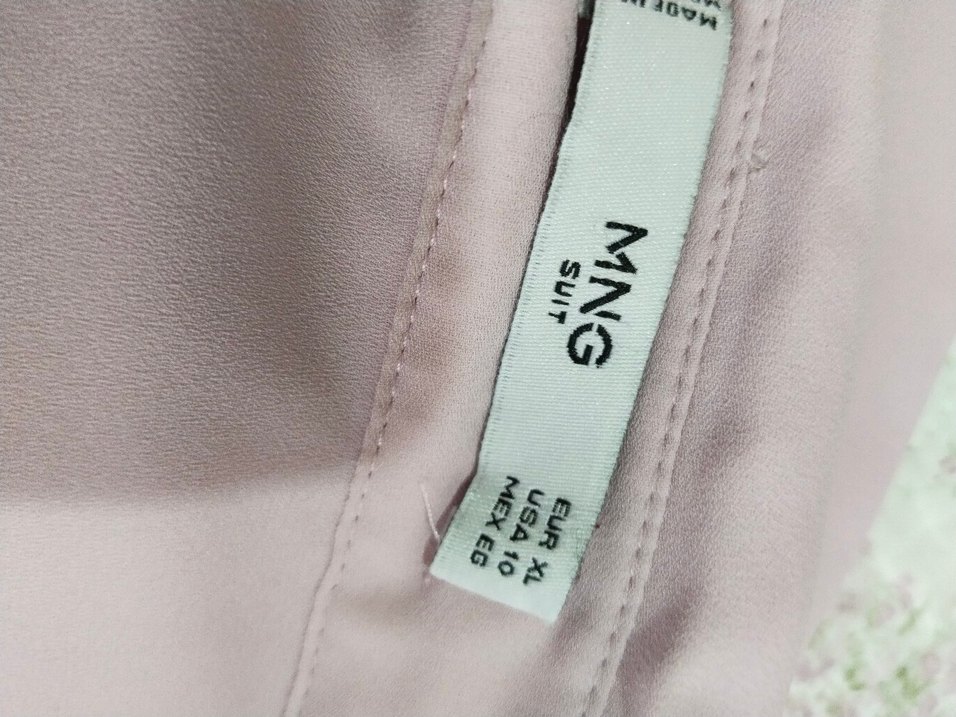 MADE IN
MNG
SUIT
EUR XL
USA 10
MEX EG